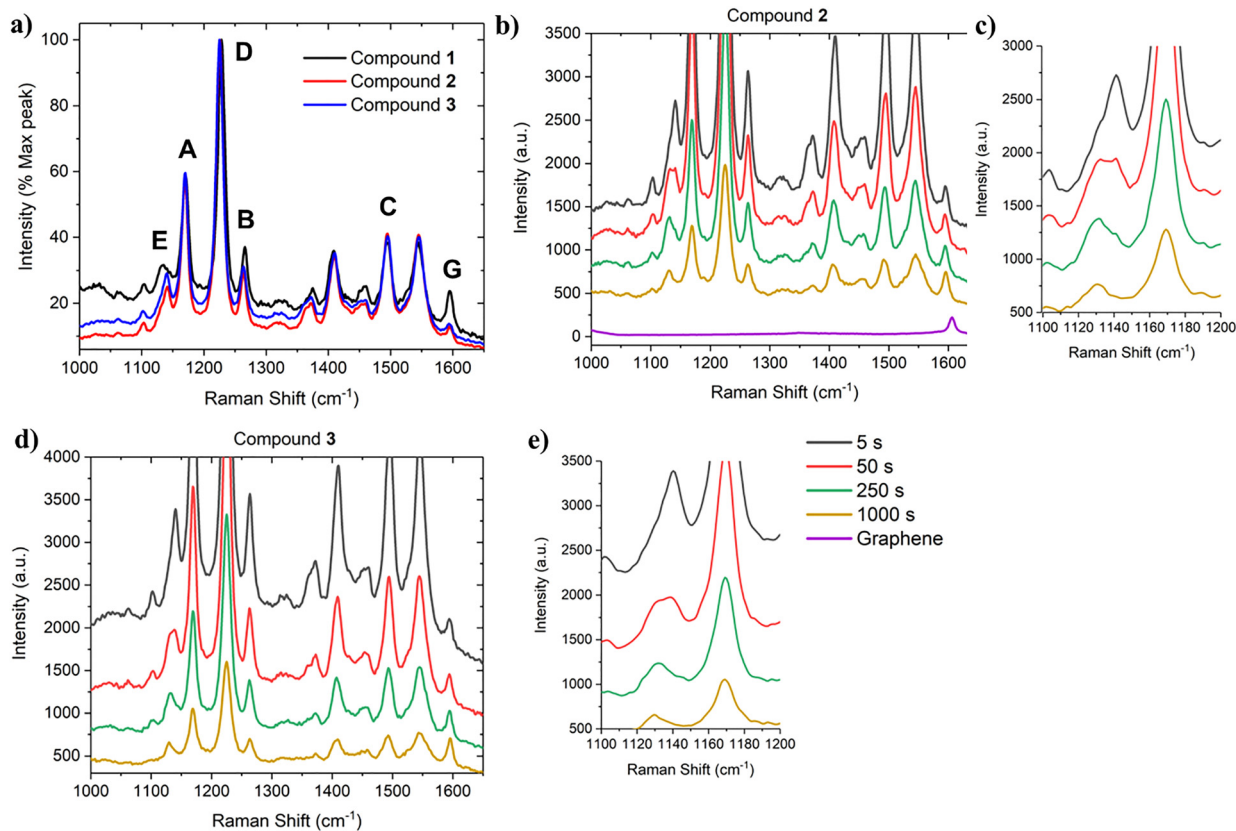 a)
Intensity (% Max peak)
100
80
60
40
20
1000 1100 1200 1300 1400 1500 1600
Raman Shift (cm-1)
Compound 1
Compound 2
Compound 3
A
D
E
B
C
G
b)
Compound 2
Intensity (a.u.)
3500
3000
2500
2000
1500
1000
500
0
1000 1100 1200 1300 1400 1500 1600
Raman Shift (cm-1)
c)
Intensity (a.u.)
3000
2500
2000
1500
1000
500
1100 1120 1140 1160 1180 1200
Raman Shift (cm-1)
d)
Compound 3
Intensity (a.u.)
4000
3500
3000
2500
2000
1500
1000
500
1000 1100 1200 1300 1400 1500 1600
Raman Shift (cm-1)
e)
Intensity (a.u.)
3500
3000
2500
2000
1500
1000
500
1100 1120 1140 1160 1180 1200
Raman Shift (cm-1)
5 s
50 s
250 s
1000 s
Graphene